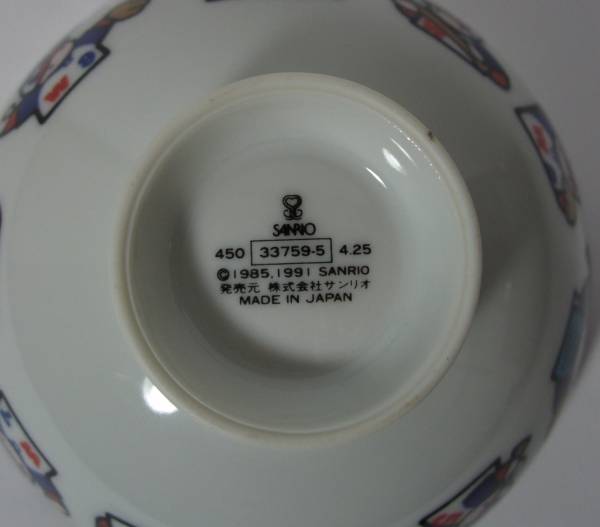 SANRIO
450 33759-5 4.25
©1985,1991 SANRIO
発売元 株式会社サンリオ
MADE IN JAPAN